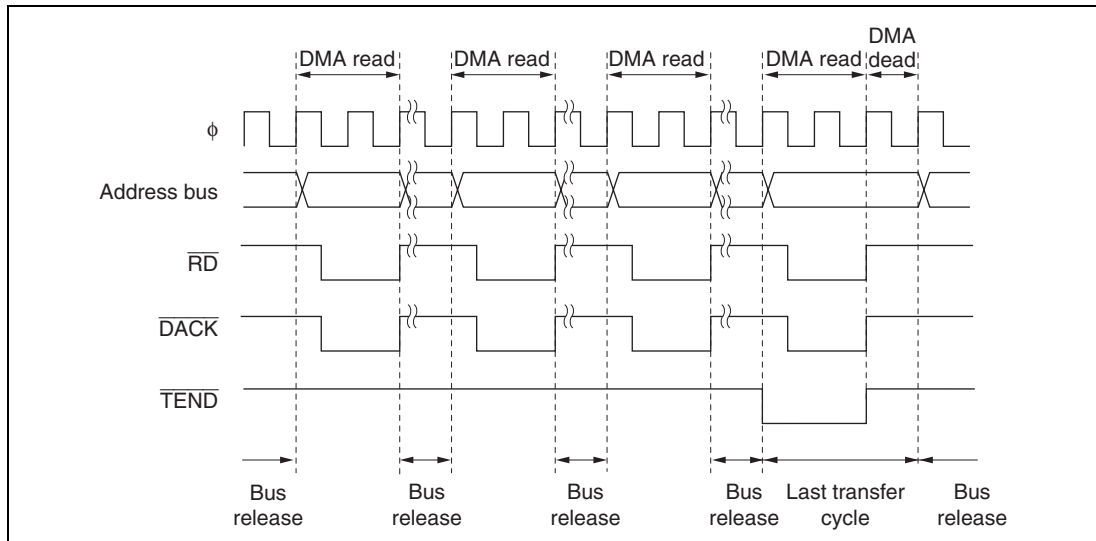 DMA read
DMA read
DMA read
DMA read
DMA
dead
φ
Address bus
RD
DACK
TEND
Bus
release
Bus
release
Bus
release
Bus
release
Last transfer
cycle
Bus
release